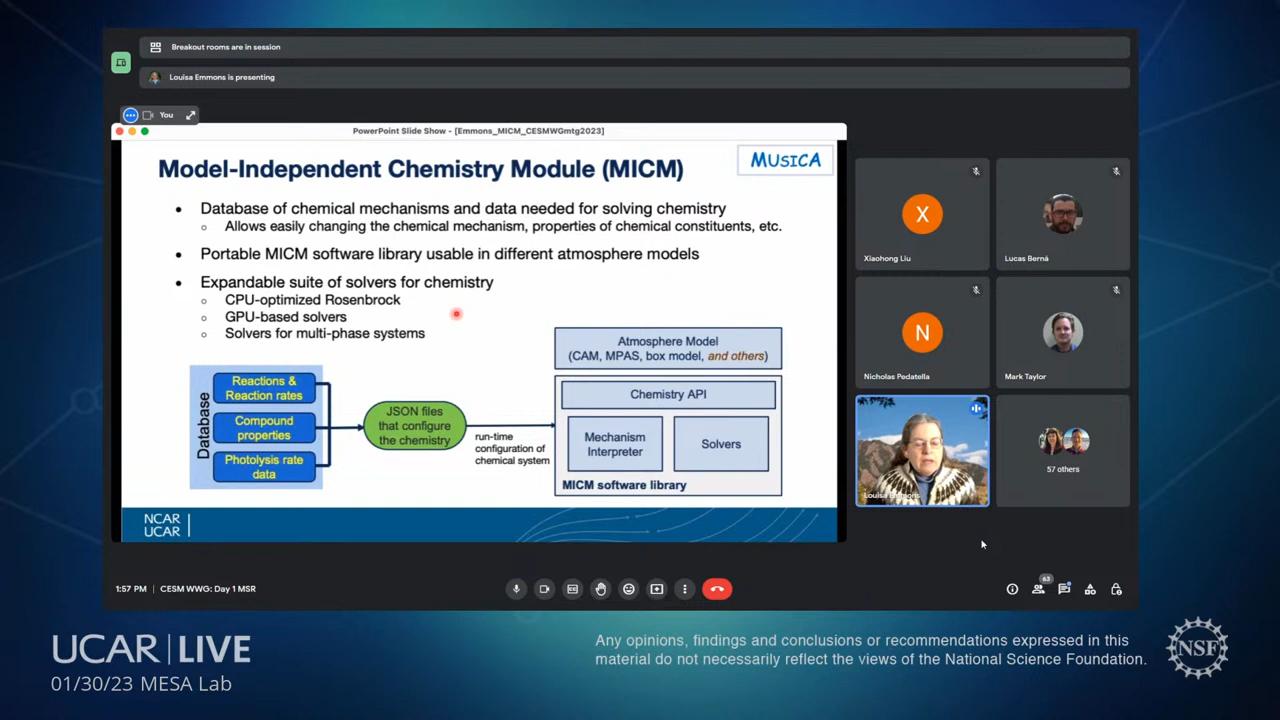 Breakout rooms are in session
Louisa Emmons is presenting
You
PowerPoint Slide Show - [Emmons_MICM_CESMWGmtg2023]
Model-Independent Chemistry Module (MICM)
MUSICA
Database of chemical mechanisms and data needed for solving chemistry
Allows easily changing the chemical mechanism, properties of chemical constituents, etc.
Portable MICM software library usable in different atmosphere models
Expandable suite of solvers for chemistry
CPU-optimized Rosenbrock
GPU-based solvers
Solvers for multi-phase systems
Database
Reactions &
Reaction rates
Compound
properties
Photolysis rate
data
JSON files
that configure
the chemistry
run-time
configuration of
chemical system
Atmosphere Model
(CAM, MPAS, box model, and others)
Chemistry API
Mechanism
Interpreter
Solvers
MICM software library
NCAR
UCAR
X
Xiaohong Liu
Lucas Berná
N
Nicholas Pedatella
Mark Taylor
Louisa Emmons
57 others
1:57 PM | CESM WWG: Day 1 MSR
63
UCAR | LIVE
01/30/23 MESA Lab
Any opinions, findings and conclusions or recommendations expressed in this
material do not necessarily reflect the views of the National Science Foundation.
NSF